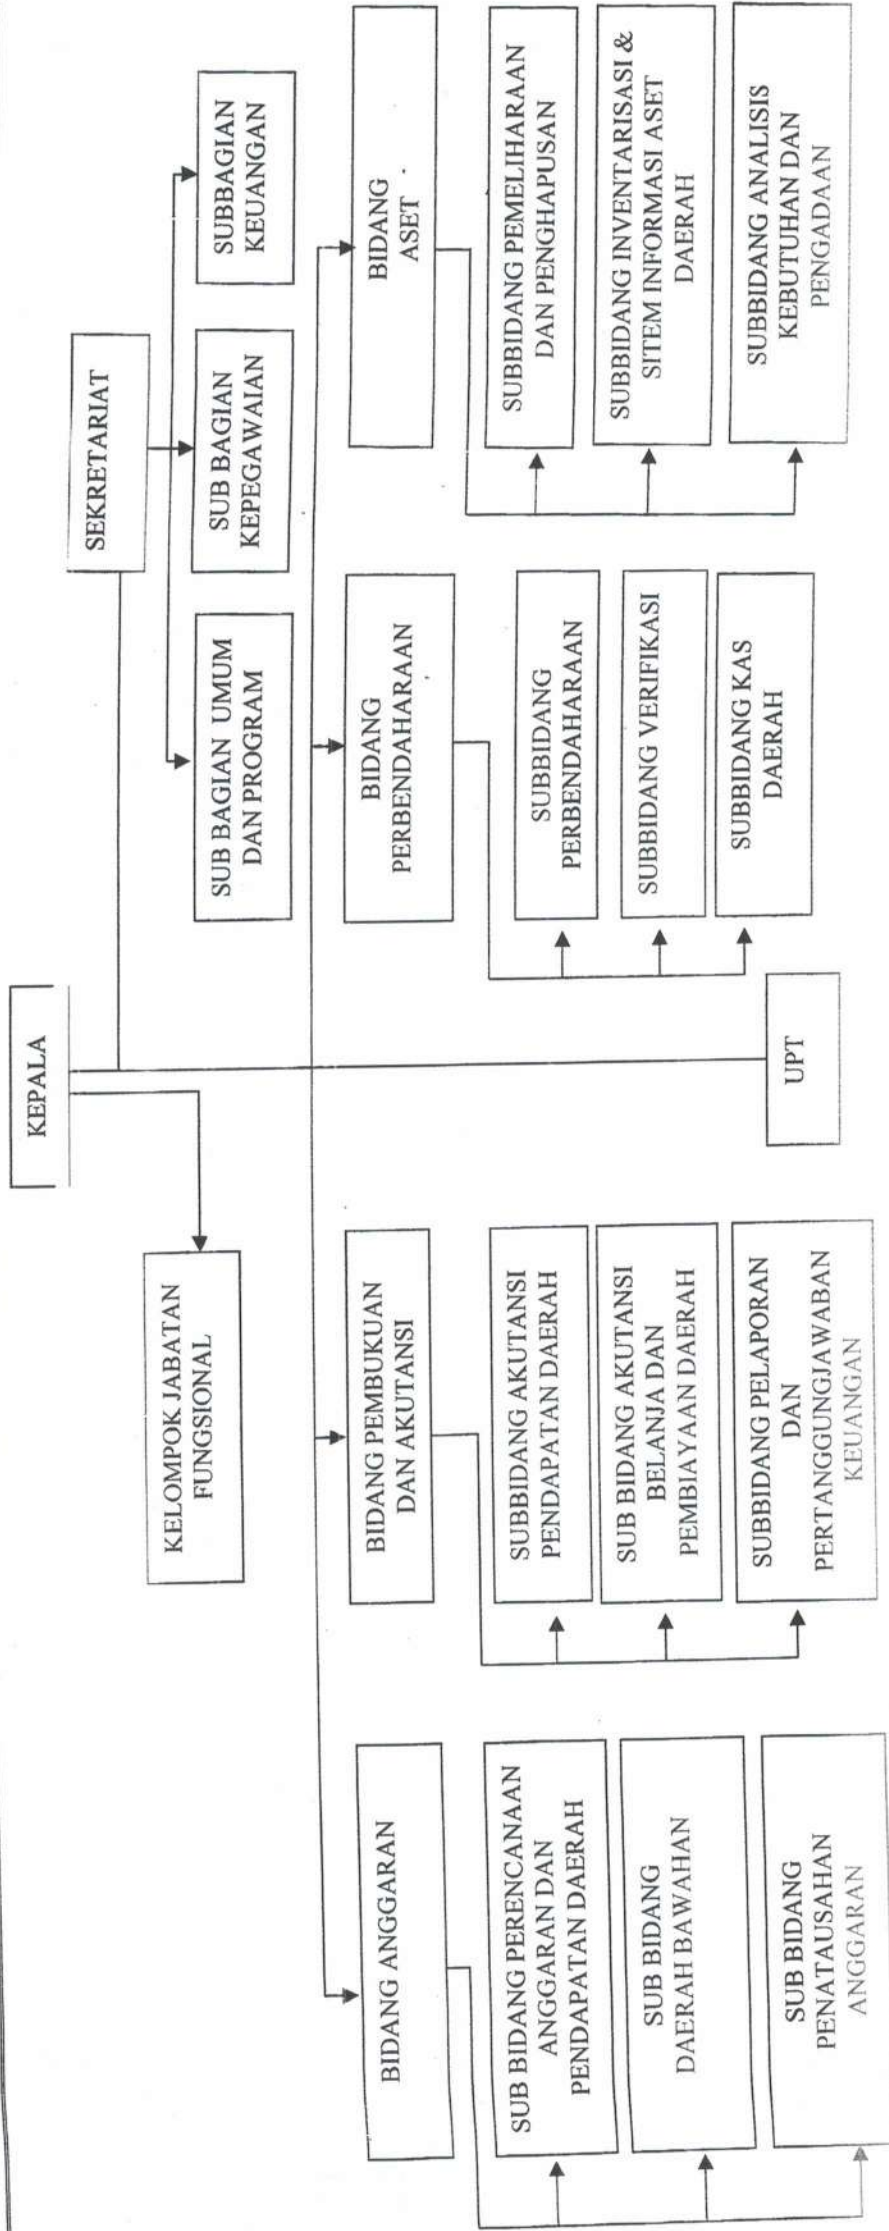 KEPALA
SEKRETARIAT
KELOMPOK JABATAN
FUNGSIONAL
SUB BAGIAN UMUM
DAN PROGRAM
SUB BAGIAN
KEPEGAWAIAN
SUBBAGIAN
KEUANGAN
BIDANG ANGGARAN
SUB BIDANG PERENCANAAN
ANGGARAN DAN
PENDAPATAN DAERAH
SUB BIDANG
DAERAH BAWAHAN
SUB BIDANG
PENATAUSAHAN
ANGGARAN
BIDANG PEMBUKUAN
DAN AKUTANSI
SUBBIDANG AKUTANSI
PENDAPATAN DAERAH
SUB BIDANG AKUTANSI
BELANJA DAN
PEMBIAYAAN DAERAH
SUBBIDANG PELAPORAN
DAN
PERTANGGUNGJAWABAN
KEUANGAN
BIDANG
PERBENDAHARAAN
SUBBIDANG
PERBENDAHARAAN
SUBBIDANG VERIFIKASI
SUBBIDANG KAS
DAERAH
BIDANG
ASET
SUBBIDANG PEMELIHARAAN
DAN PENGHAPUSAN
SUBBIDANG INVENTARISASI &
SITEM INFORMASI ASET
DAERAH
SUBBIDANG ANALISIS
KEBUTUHAN DAN
PENGADAAN
UPT